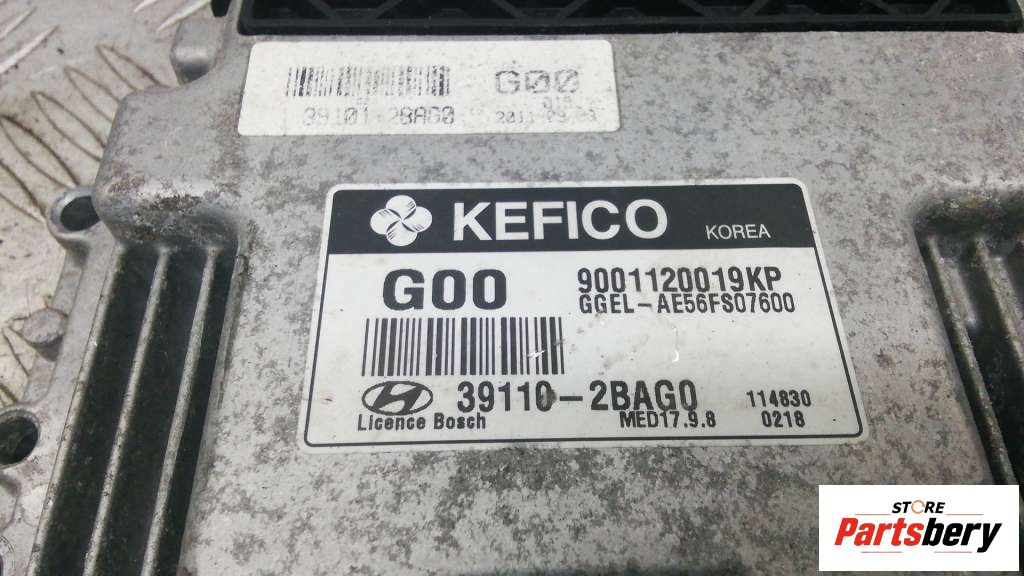 G00
39101-2BAG0
2011-09-03
KEFICO KOREA
G00
9001120019KP
GGEL-AE56FS07600
39110-2BAG0
114830
Licence Bosch
MED17.9.8
0218
STORE
Partsbery